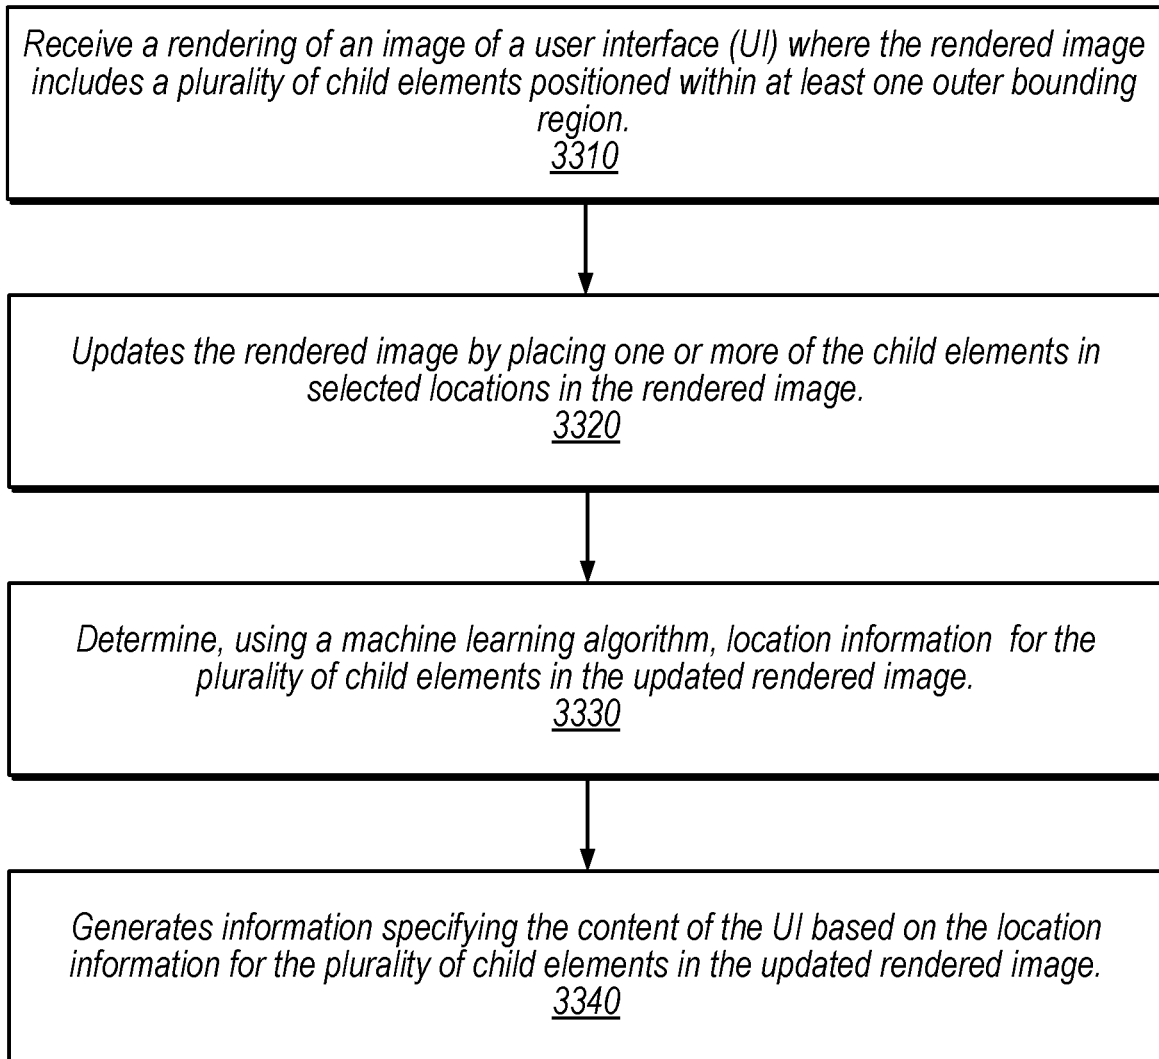 Receive a rendering of an image of a user interface (UI) where the rendered image
includes a plurality of child elements positioned within at least one outer bounding
region.
3310
Updates the rendered image by placing one or more of the child elements in
selected locations in the rendered image.
3320
Determine, using a machine learning algorithm, location information for the
plurality of child elements in the updated rendered image.
3330
Generates information specifying the content of the UI based on the location
information for the plurality of child elements in the updated rendered image.
3340